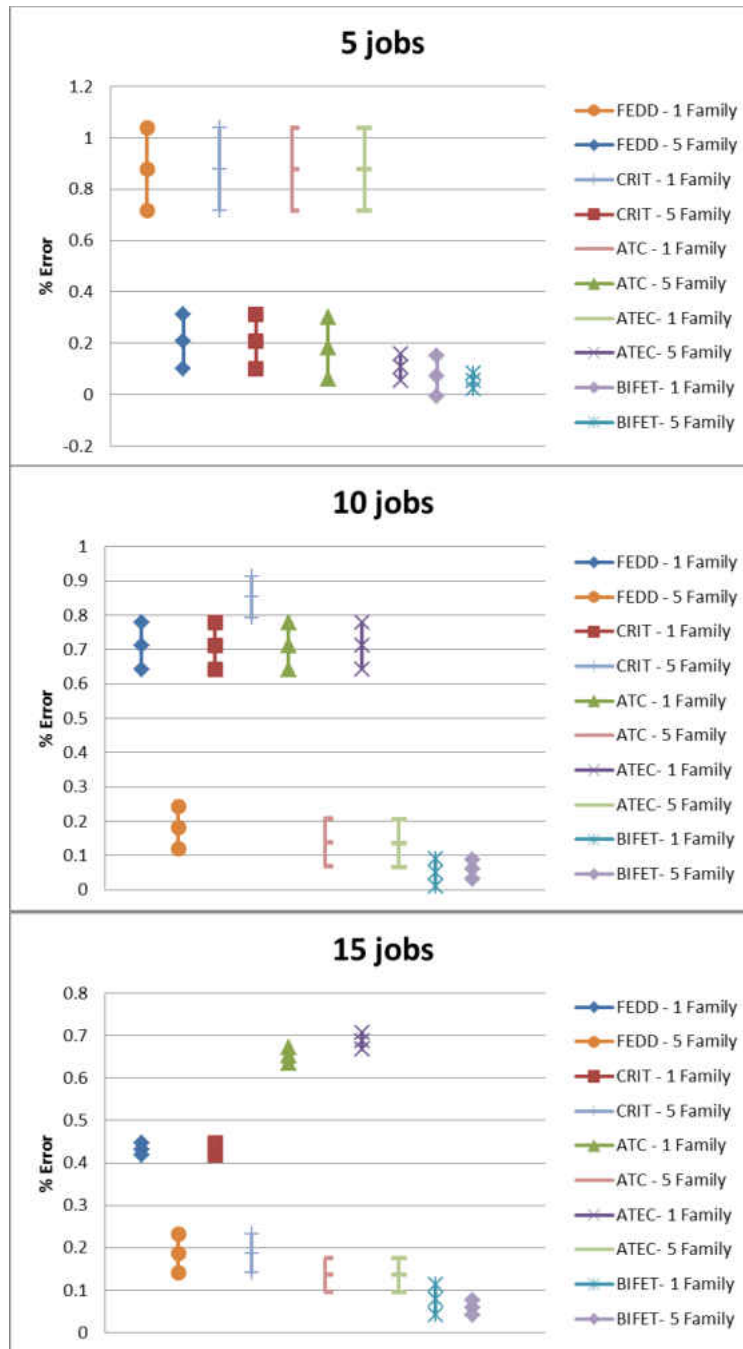 5 jobs
% Error
1.2
1
0.8
0.6
0.4
0.2
0
-0.2
FEDD - 1 Family
FEDD - 5 Family
CRIT - 1 Family
CRIT - 5 Family
ATC - 1 Family
ATC - 5 Family
ATEC- 1 Family
ATEC- 5 Family
BIFET- 1 Family
BIFET- 5 Family
10 jobs
% Error
1
0.9
0.8
0.7
0.6
0.5
0.4
0.3
0.2
0.1
0
FEDD - 1 Family
FEDD - 5 Family
CRIT - 1 Family
CRIT - 5 Family
ATC - 1 Family
ATC - 5 Family
ATEC- 1 Family
ATEC- 5 Family
BIFET- 1 Family
BIFET- 5 Family
15 jobs
% Error
0.8
0.7
0.6
0.5
0.4
0.3
0.2
0.1
0
FEDD - 1 Family
FEDD - 5 Family
CRIT - 1 Family
CRIT - 5 Family
ATC - 1 Family
ATC - 5 Family
ATEC- 1 Family
ATEC- 5 Family
BIFET- 1 Family
BIFET- 5 Family